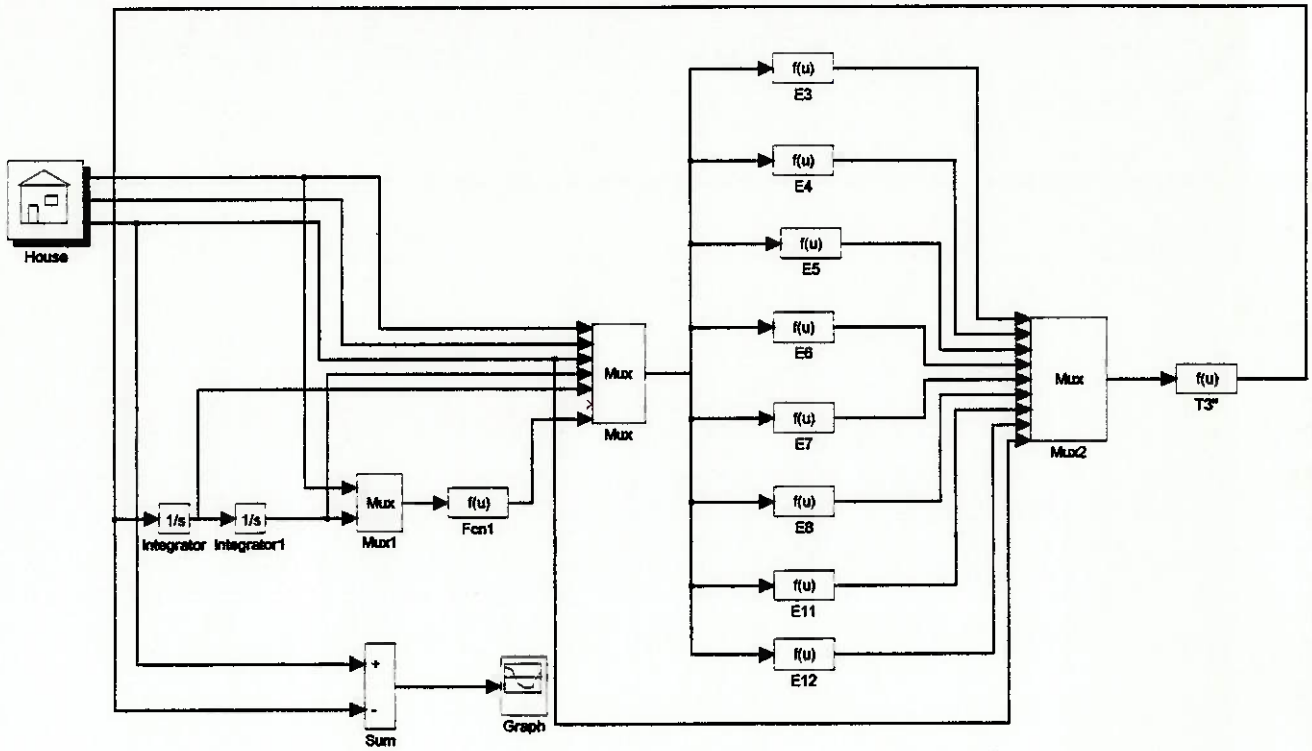 f(u)
E3
f(u)
E4
House
f(u)
E5
f(u)
E6
Mux
Mux
f(u)
E7
Mux
Mux2
f(u)
T3"
1/s
Integrator
1/s
Integrator1
Mux
Mux1
f(u)
Fcn1
f(u)
E8
f(u)
E11
f(u)
E12
+
-
Sum
Graph